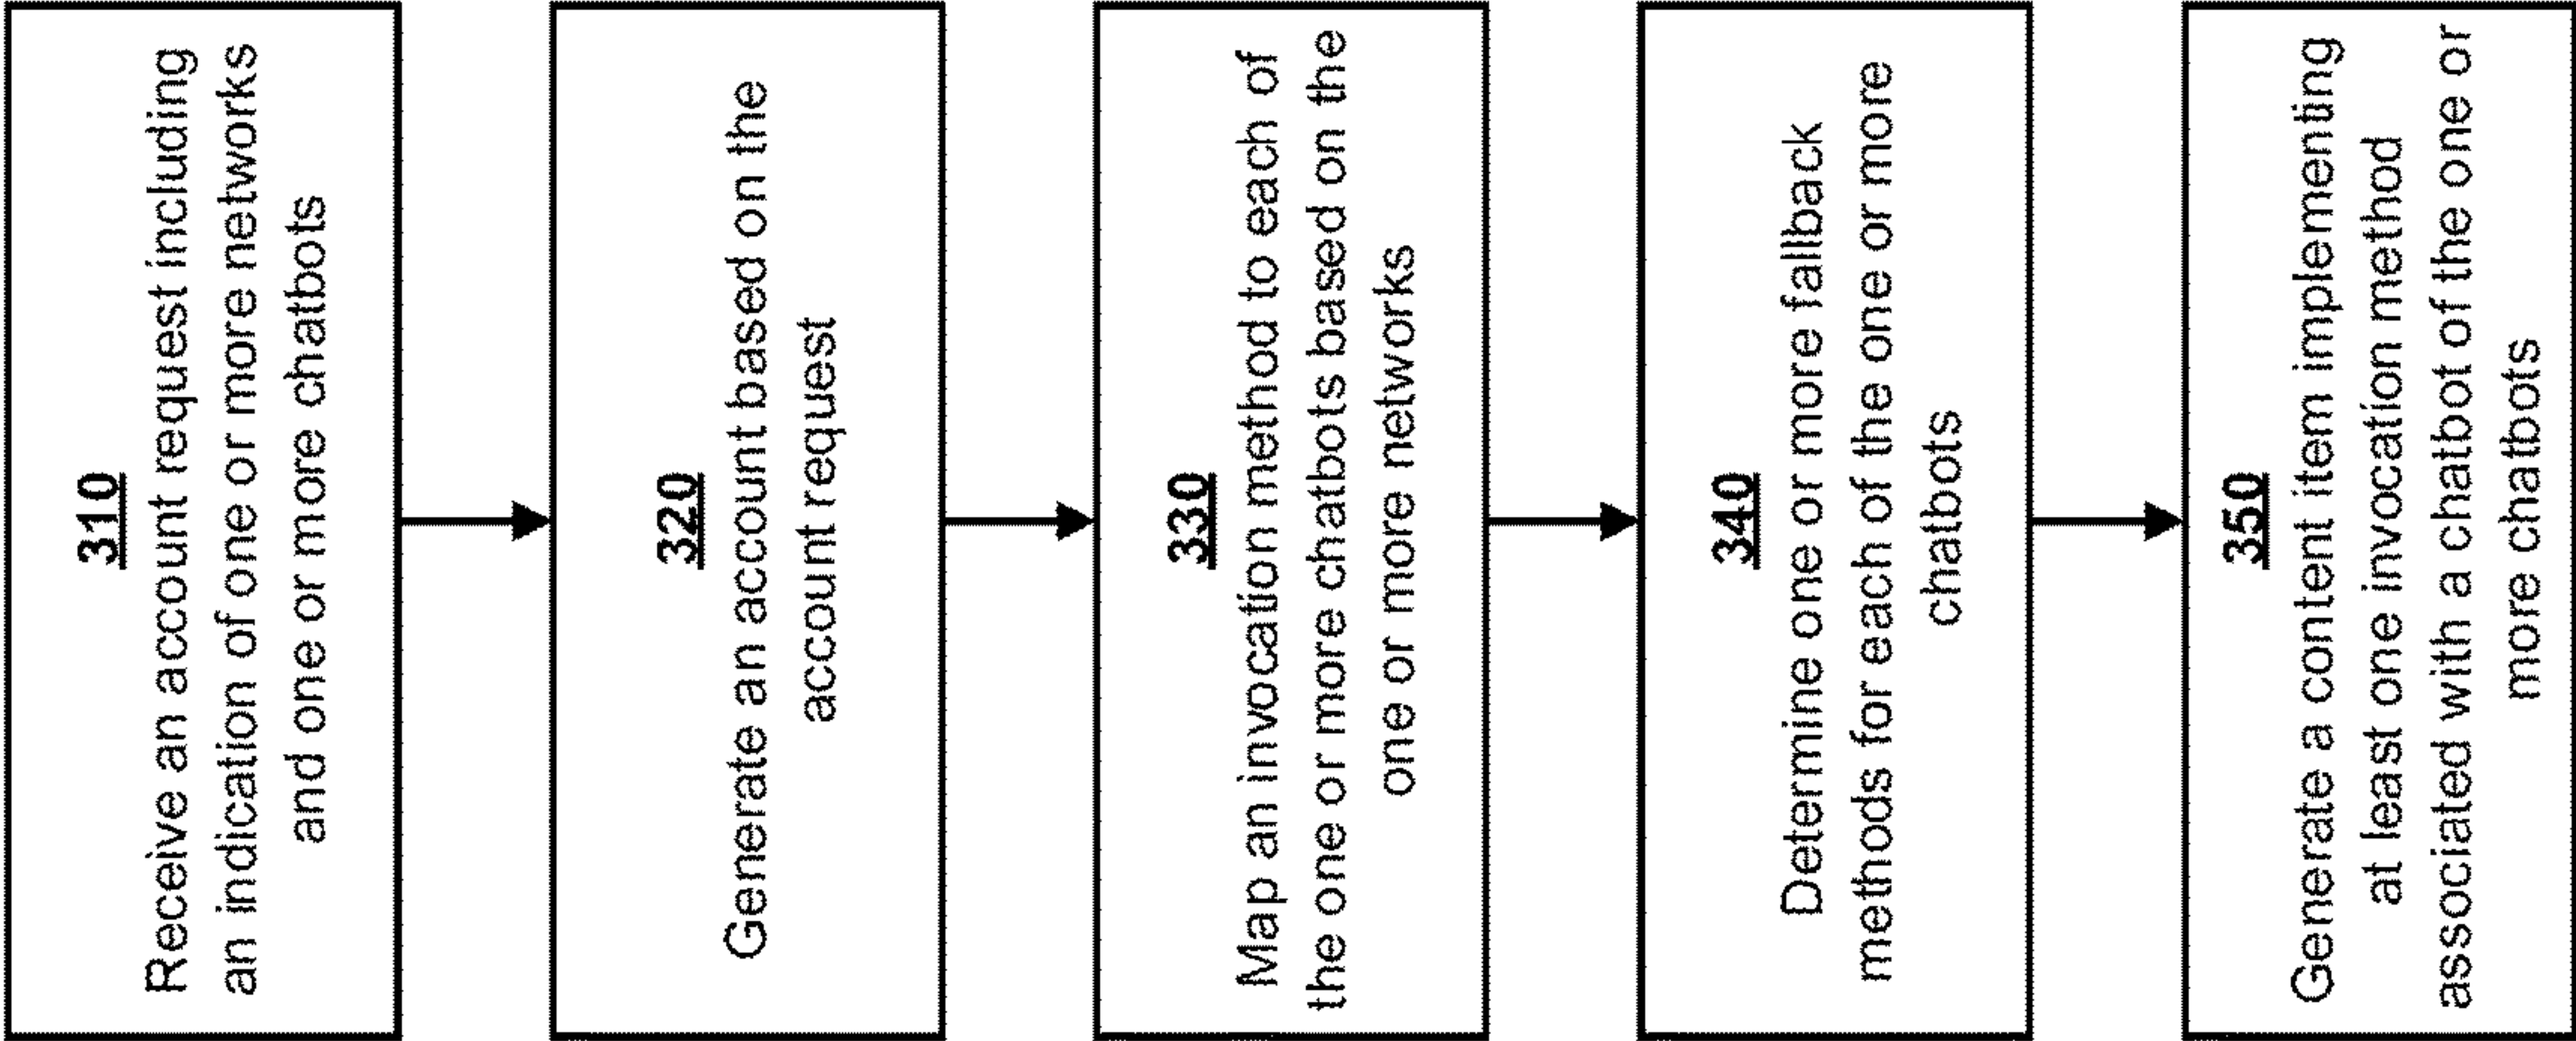 310
Receive an account request including
an indication of one or more networks
and one or more chatbots
320
Generate an account based on the
account request
330
Map an invocation method to each of
the one or more chatbots based on the
one or more networks
340
Determine one or more fallback
methods for each of the one or more
chatbots
350
Generate a content item implementing
at least one invocation method
associated with a chatbot of the one or
more chatbots